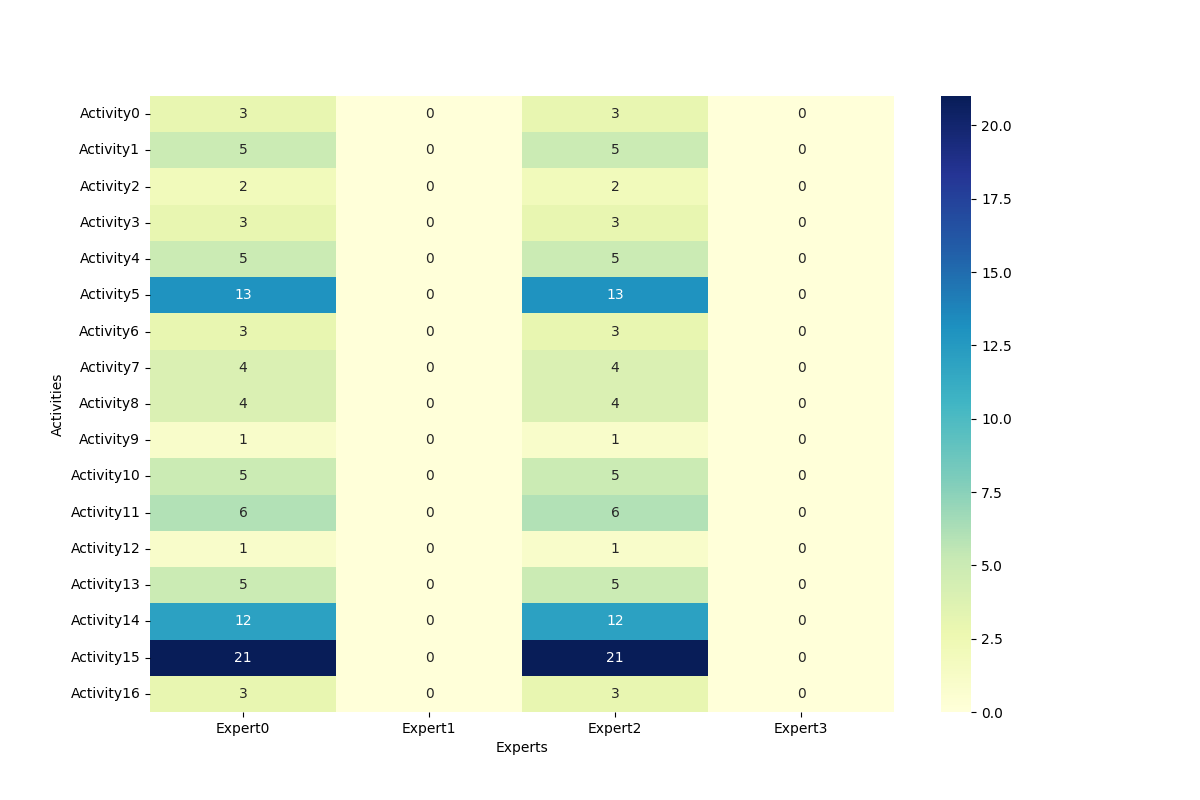 Activity0 3 0 3 0
Activity1 5 0 5 0
Activity2 2 0 2 0
Activity3 3 0 3 0
Activity4 5 0 5 0
Activity5 13 0 13 0
Activity6 3 0 3 0
Activity7 4 0 4 0
Activity8 4 0 4 0
Activity9 1 0 1 0
Activity10 5 0 5 0
Activity11 6 0 6 0
Activity12 1 0 1 0
Activity13 5 0 5 0
Activity14 12 0 12 0
Activity15 21 0 21 0
Activity16 3 0 3 0
Expert0 Expert1 Expert2 Expert3
Experts
Activities
20.0
17.5
15.0
12.5
10.0
7.5
5.0
2.5
0.0